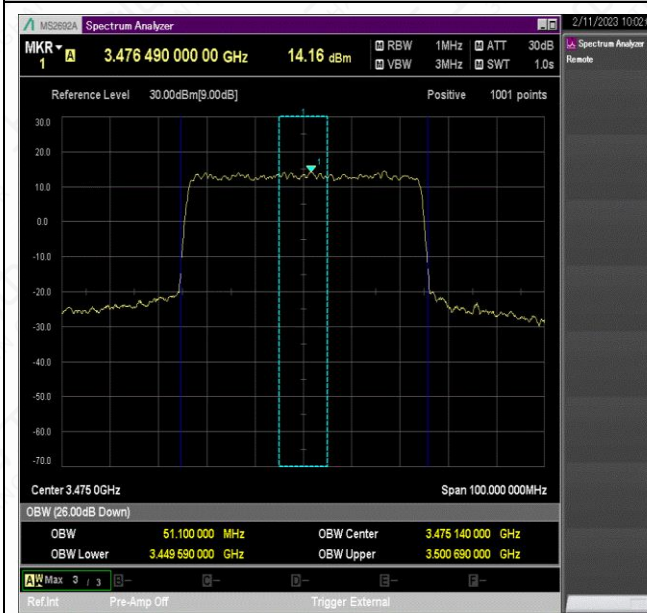 MS2692A Spectrum Analyzer
2/11/2023 10:02:
MKR 1 A 3.476 490 000 00 GHz 14.16 dBm RBW 1MHz ATT 30dB
VBW 3MHz SWT 1.0s
Spectrum Analyzer
Remote
Reference Level 30.00dBm[9.00dB] Positive 1001 points
30.0
20.0
10.0
0.0
-20.0
-30.0
-40.0
-50.0
-60.0
-70.0
1
1
Center 3.475 0GHz Span 100.000 000MHz
OBW (26.00dB Down)
OBW 51.100 000 MHz OBW Center 3.475 140 000 GHz
OBW Lower 3.449 590 000 GHz OBW Upper 3.500 690 000 GHz
A W Max 3 / 3 B- C- D- E- F-
Ref.Int Pre-Amp Off Trigger External